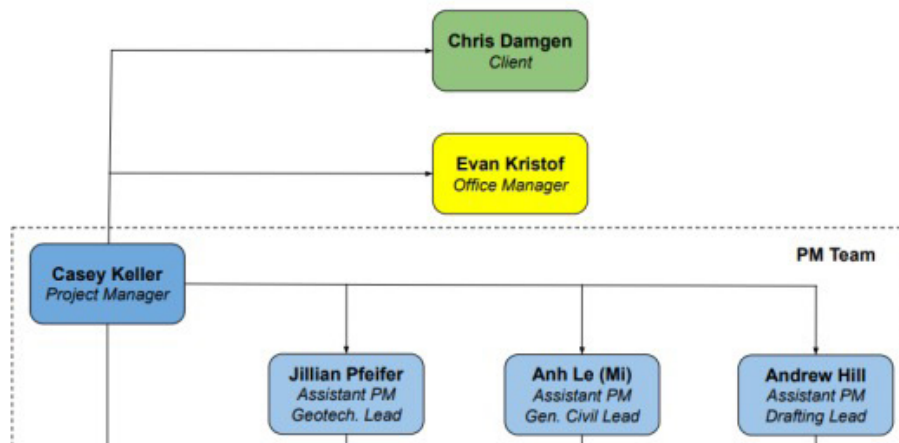 Chris Damgen
Client
Evan Kristof
Office Manager
PM Team
Casey Keller
Project Manager
Jillian Pfeifer
Assistant PM
Geotech. Lead
Anh Le (Mi)
Assistant PM
Gen. Civil Lead
Andrew Hill
Assistant PM
Drafting Lead